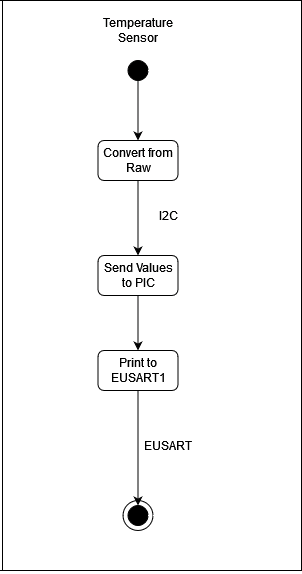 Temperature
Sensor
Convert from
Raw
I2C
Send Values
to PIC
Print to
EUSART1
EUSART